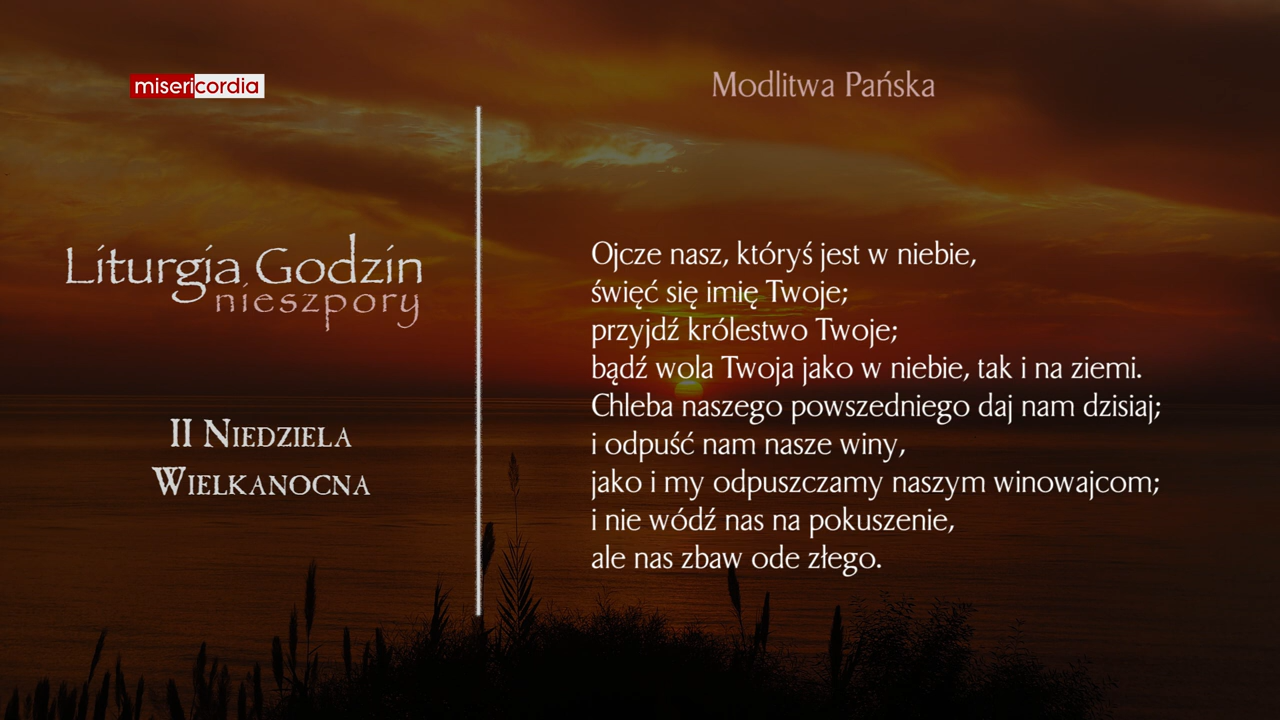 misericordia
Liturgia Godzin
nieszpory
II Niedziela
Wielkanocna
Modlitwa Pańska
Ojcze nasz, któryś jest w niebie,
święć się imię Twoje;
przyjdź królestwo Twoje;
bądź wola Twoja jako w niebie, tak i na ziemi.
Chleba naszego powszedniego daj nam dzisiaj;
i odpuść nam nasze winy,
jako i my odpuszczamy naszym winowajcom;
i nie wódź nas na pokuszenie,
ale nas zbaw ode złego.